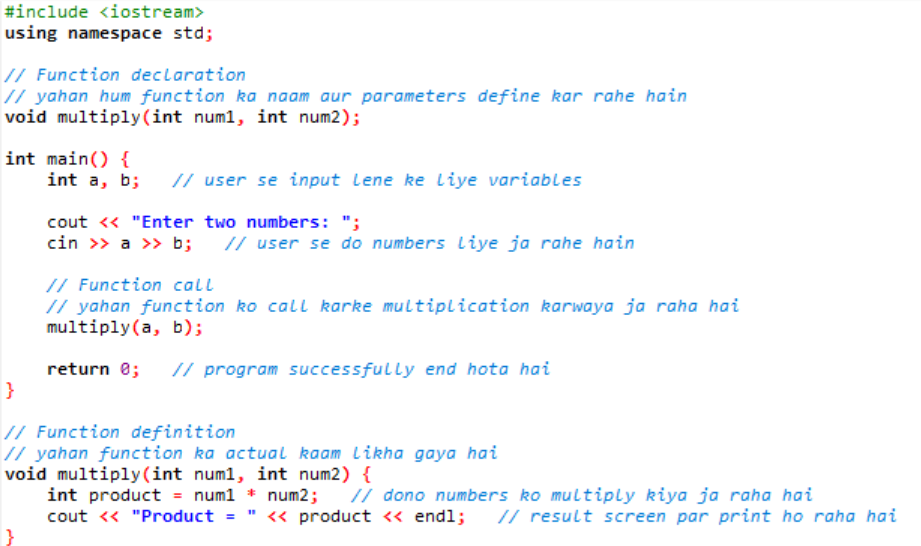 #include <iostream>
using namespace std;
// Function declaration
// yahan hum function ka naam aur parameters define kar rahe hain
void multiply(int num1, int num2);
int main() {
    int a, b;   // user se input lene ke liye variables
    cout << "Enter two numbers: ";
    cin >> a >> b;   // user se do numbers liye ja rahe hain
    // Function call
    // yahan function ko call karke multiplication karwaya ja raha hai
    multiply(a, b);
    return 0;   // program successfully end hota hai
}
// Function definition
// yahan function ka actual kaam likha gaya hai
void multiply(int num1, int num2) {
    int product = num1 * num2;   // dono numbers ko multiply kiya ja raha hai
    cout << "Product = " << product << endl;   // result screen par print ho raha hai
}